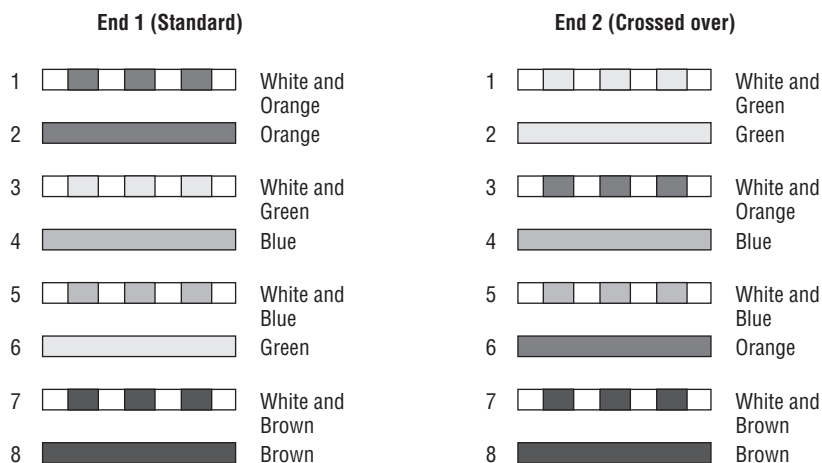 End 1 (Standard)
1 White and
Orange
2 Orange
3 White and
Green
4 Blue
5 White and
Blue
6 Green
7 White and
Brown
8 Brown
End 2 (Crossed over)
1 White and
Green
2 Green
3 White and
Orange
4 Blue
5 White and
Blue
6 Orange
7 White and
Brown
8 Brown